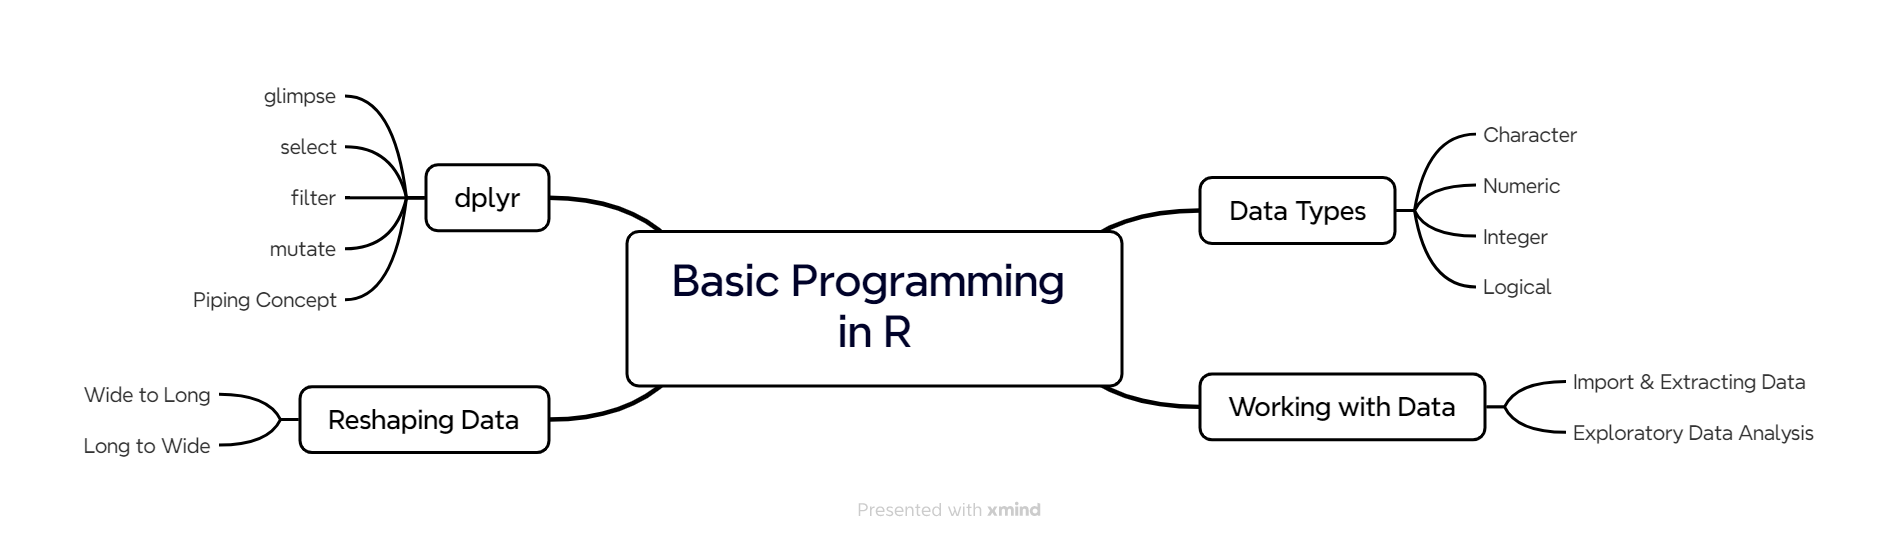 Basic Programming
in R
Data Types
Character
Numeric
Integer
Logical
Working with Data
Import & Extracting Data
Exploratory Data Analysis
dplyr
glimpse
select
filter
mutate
Piping Concept
Reshaping Data
Wide to Long
Long to Wide
Presented with xmind